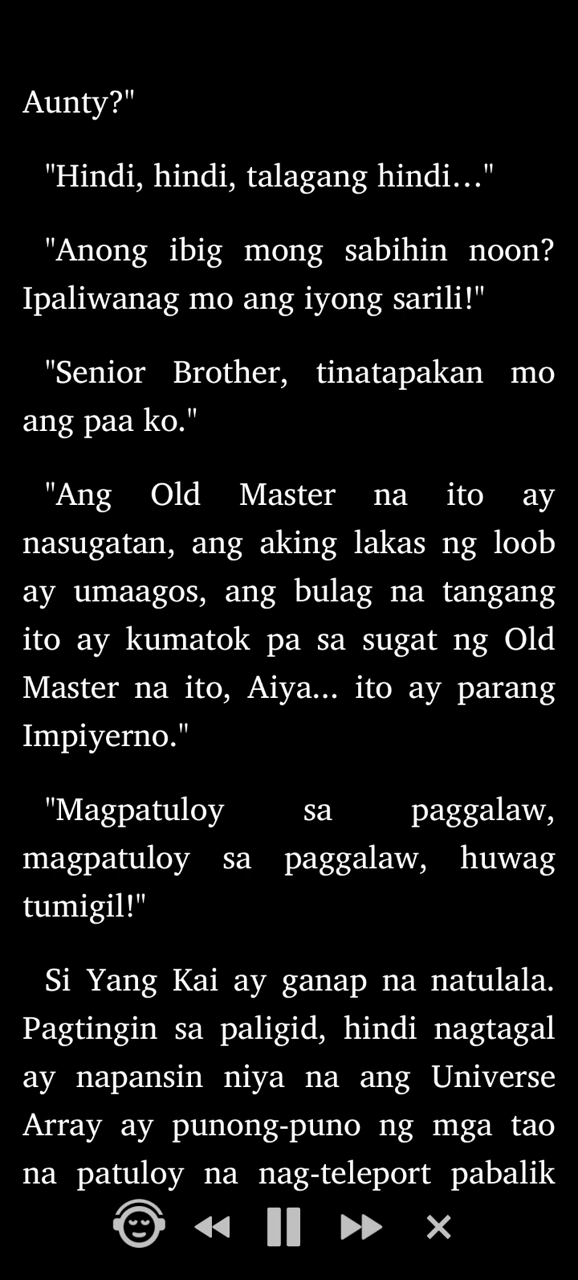 Aunty?"
"Hindi, hindi, talagang hindi…"
"Anong ibig mong sabihin noon?
Ipaliwanag mo ang iyong sarili!"
"Senior Brother, tinatapakan mo
ang paa ko."
"Ang Old Master na ito ay
nasugatan, ang aking lakas ng loob
ay umaagos, ang bulag na tangang
ito ay kumatok pa sa sugat ng Old
Master na ito, Aiya... ito ay parang
Impiyerno."
"Magpatuloy sa paggalaw,
magpatuloy sa paggalaw, huwag
tumigil!"
Si Yang Kai ay ganap na natulala.
Pagtingin sa paligid, hindi nagtagal
ay napansin niya na ang Universe
Array ay punong-puno ng mga tao
na patuloy na nag-teleport pabalik